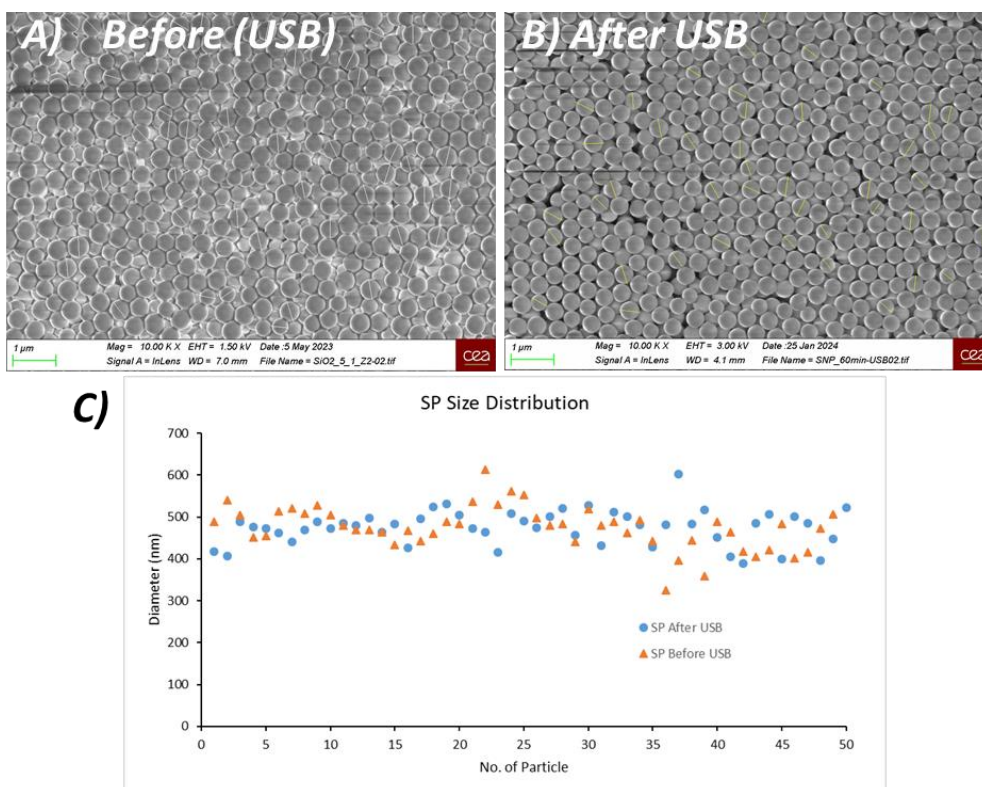 A) Before (USB)
1 µm
Mag = 10.00 K X EHT = 1.50 kV Date :5 May 2023
Signal A = InLens WD = 7.0 mm File Name = SiO2_5_1_Z2-02.tif
cea
B) After USB
1 µm
Mag = 10.00 K X EHT = 3.00 kV Date :25 Jan 2024
Signal A = InLens WD = 4.1 mm File Name = SNP_60min-USB02.tif
cea
C)
SP Size Distribution
700
600
500
400
300
200
100
0
Diameter (nm)
SP After USB
SP Before USB
0 5 10 15 20 25 30 35 40 45 50
No. of Particle